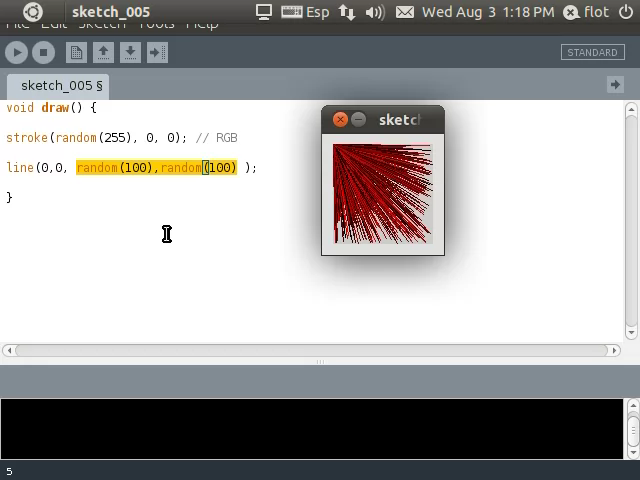 sketch_005 Esp Wed Aug 3 1:18 PM flot
File Edit Sketch Tools Help
STANDARD
sketch_005 §
void draw() {
stroke(random(255), 0, 0); // RGB
line(0,0, random(100),random(100) );
}
sketc
5